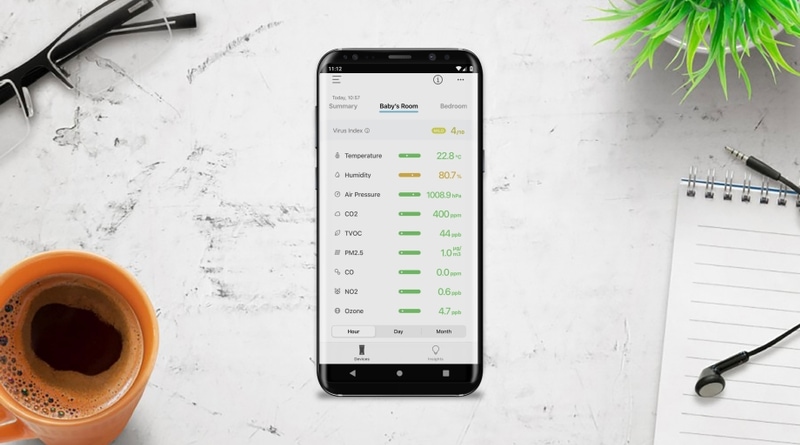 11:12
Today, 10:57
Summary Baby's Room Bedroom
Virus Index 4/10
Temperature 22.8 °C
Humidity 80.7 %
Air Pressure 1008.9 hPa
CO2 400 ppm
TVOC 44 ppb
PM2.5 1.0 µg/m3
CO 0.0 ppm
NO2 0.6 ppb
Ozone 4.7 ppb
Hour Day Month
Devices Insights